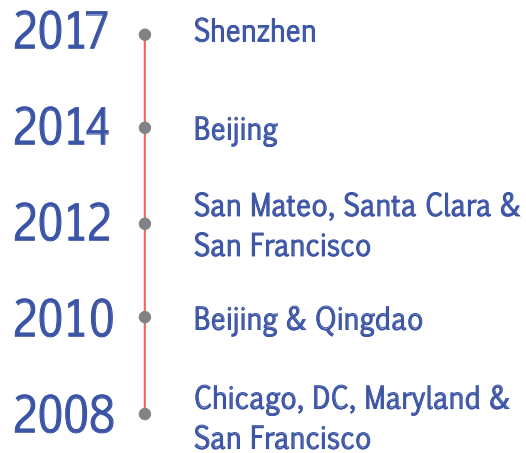 2017 Shenzhen
2014 Beijing
2012 San Mateo, Santa Clara &
San Francisco
2010 Beijing & Qingdao
2008 Chicago, DC, Maryland &
San Francisco